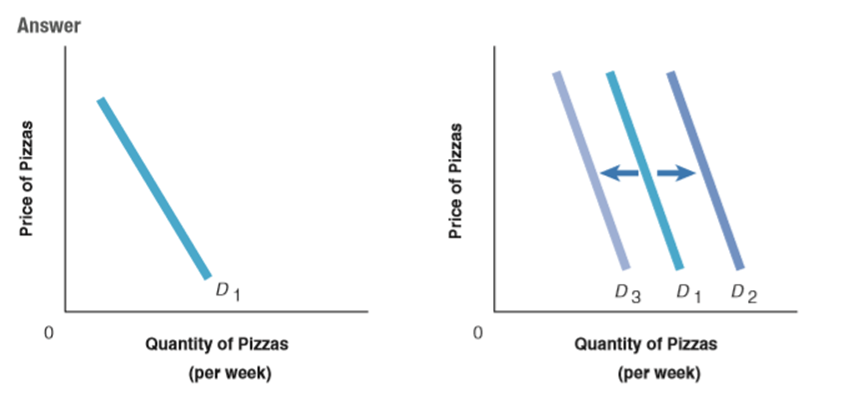 Answer
Price of Pizzas
D1
0
Quantity of Pizzas
(per week)
Price of Pizzas
D3 D1 D2
0
Quantity of Pizzas
(per week)